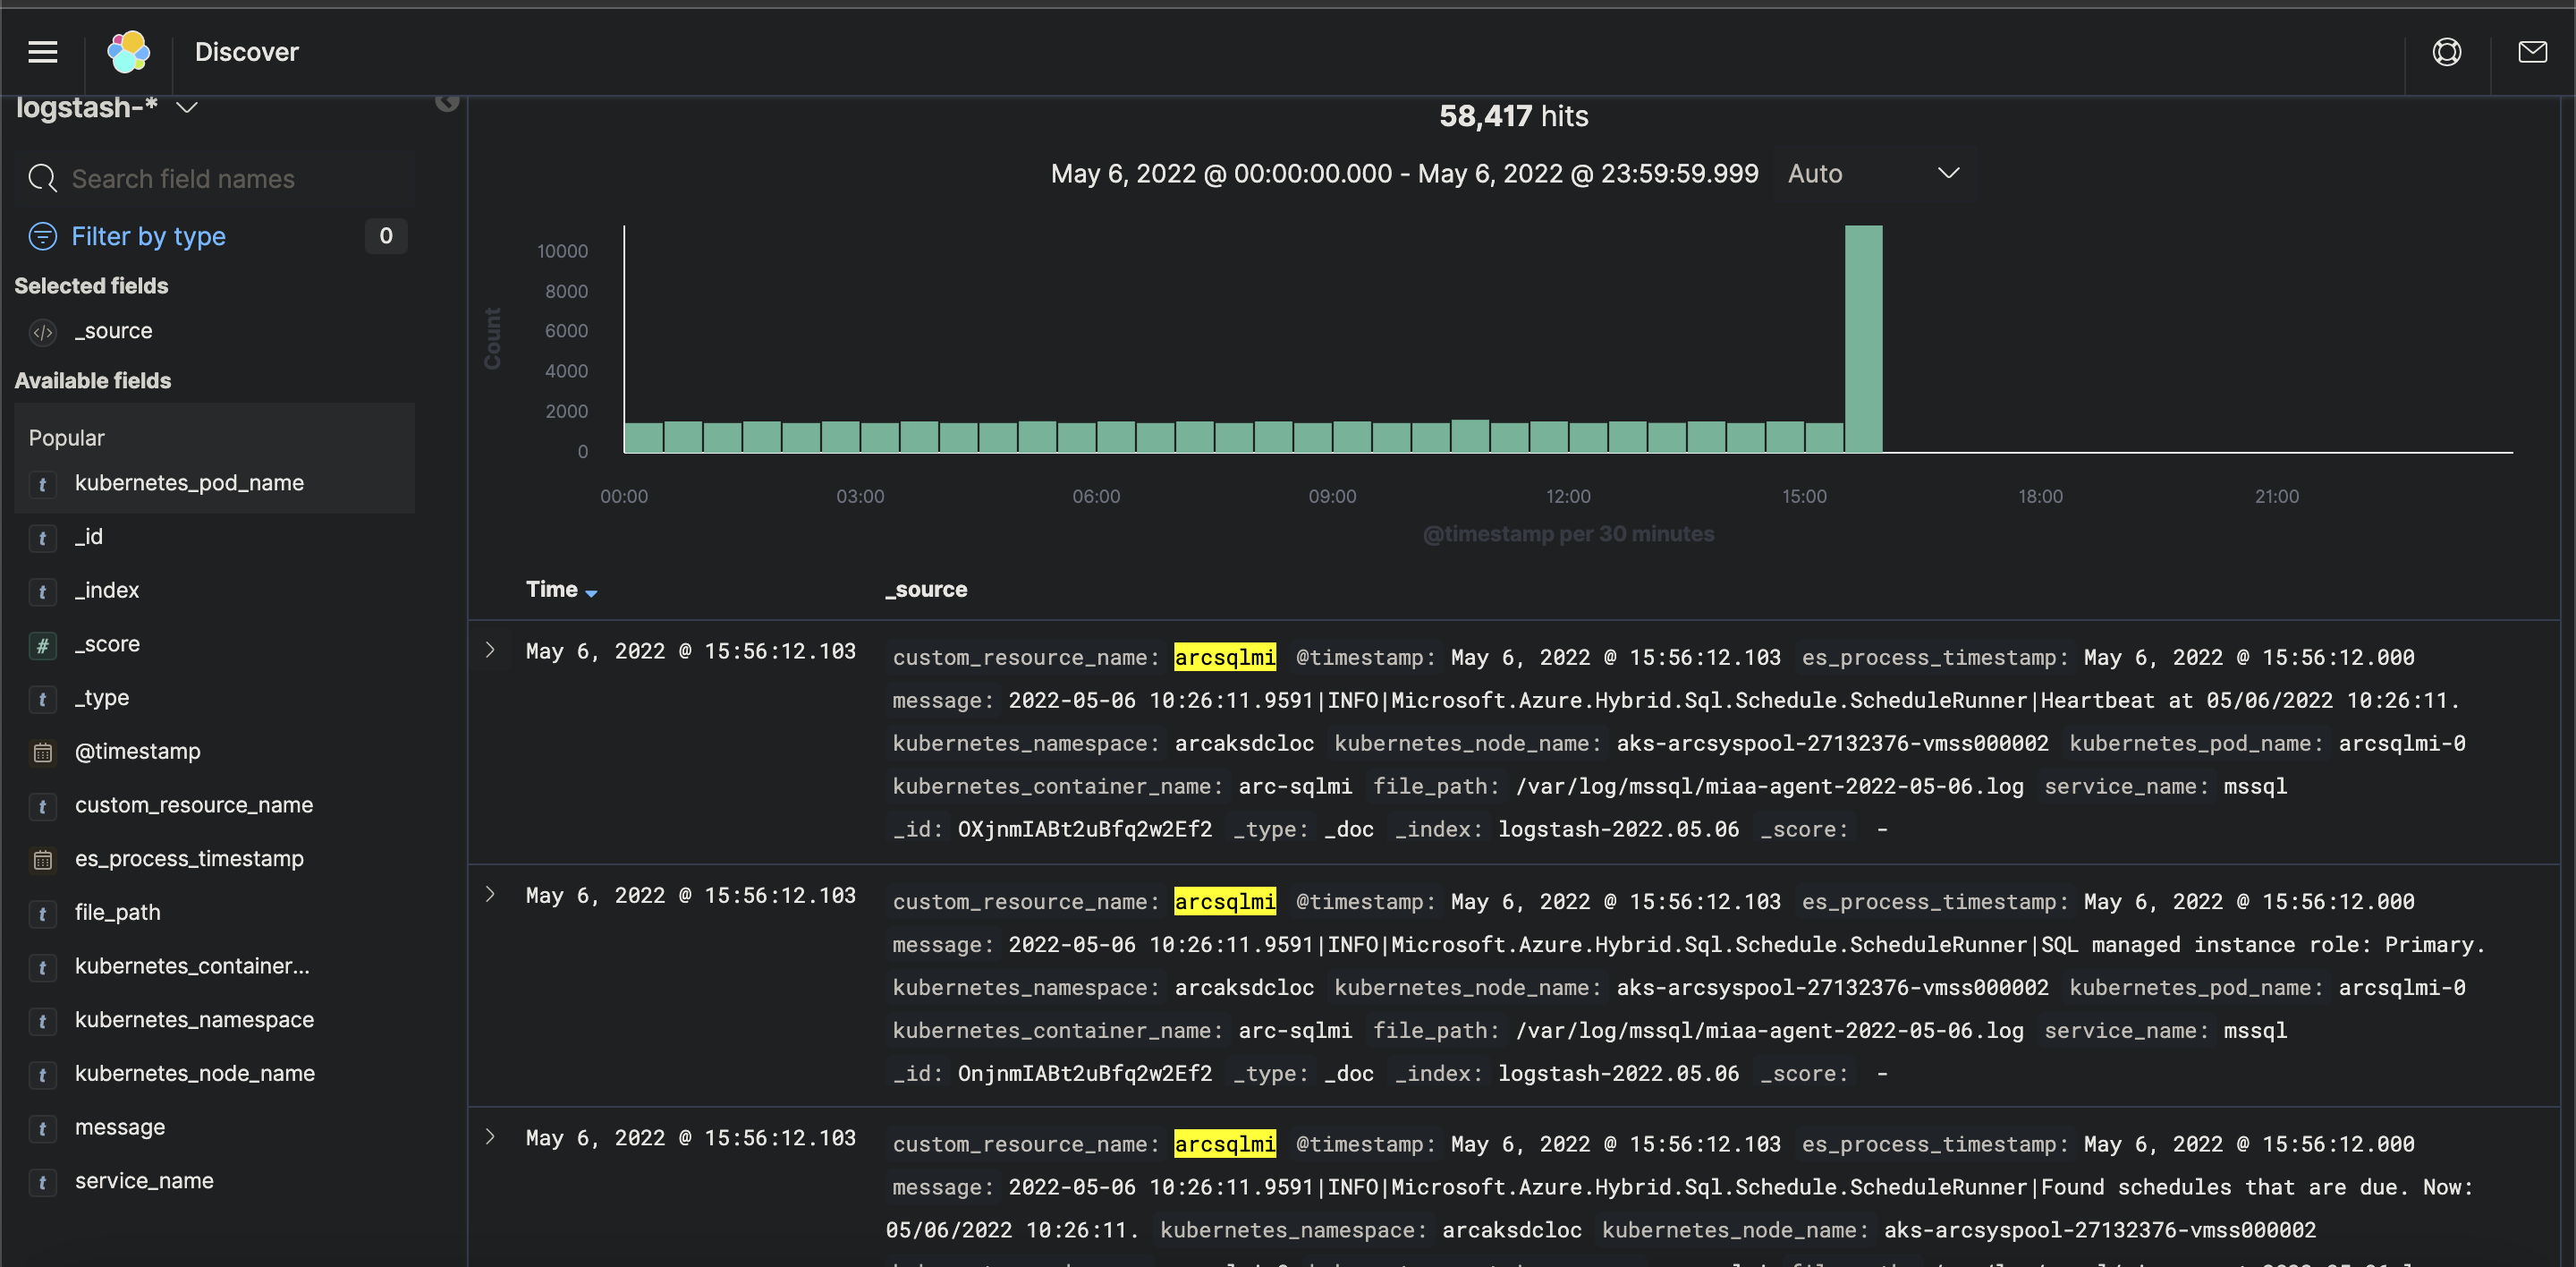 Discover
logstash-*
Search field names
Filter by type 0
Selected fields
_source
Available fields
Popular
kubernetes_pod_name
_id
_index
_score
_type
@timestamp
custom_resource_name
es_process_timestamp
file_path
kubernetes_container...
kubernetes_namespace
kubernetes_node_name
message
service_name
58,417 hits
May 6, 2022 @ 00:00:00.000 - May 6, 2022 @ 23:59:59.999 Auto
Count
10000
8000
6000
4000
2000
0
00:00 03:00 06:00 09:00 12:00 15:00 18:00 21:00
@timestamp per 30 minutes
Time _source
May 6, 2022 @ 15:56:12.103 custom_resource_name: arcsqlmi @timestamp: May 6, 2022 @ 15:56:12.103 es_process_timestamp: May 6, 2022 @ 15:56:12.000
message: 2022-05-06 10:26:11.9591|INFO|Microsoft.Azure.Hybrid.Sql.Schedule.ScheduleRunner|Heartbeat at 05/06/2022 10:26:11.
kubernetes_namespace: arcaksdcloc kubernetes_node_name: aks-arcsyspool-27132376-vmss000002 kubernetes_pod_name: arcsqlmi-0
kubernetes_container_name: arc-sqlmi file_path: /var/log/mssql/miaa-agent-2022-05-06.log service_name: mssql
_id: OXjnmIABt2uBfq2w2Ef2 _type: _doc _index: logstash-2022.05.06 _score: -
May 6, 2022 @ 15:56:12.103 custom_resource_name: arcsqlmi @timestamp: May 6, 2022 @ 15:56:12.103 es_process_timestamp: May 6, 2022 @ 15:56:12.000
message: 2022-05-06 10:26:11.9591|INFO|Microsoft.Azure.Hybrid.Sql.Schedule.ScheduleRunner|SQL managed instance role: Primary.
kubernetes_namespace: arcaksdcloc kubernetes_node_name: aks-arcsyspool-27132376-vmss000002 kubernetes_pod_name: arcsqlmi-0
kubernetes_container_name: arc-sqlmi file_path: /var/log/mssql/miaa-agent-2022-05-06.log service_name: mssql
_id: OnjnmIABt2uBfq2w2Ef2 _type: _doc _index: logstash-2022.05.06 _score: -
May 6, 2022 @ 15:56:12.103 custom_resource_name: arcsqlmi @timestamp: May 6, 2022 @ 15:56:12.103 es_process_timestamp: May 6, 2022 @ 15:56:12.000
message: 2022-05-06 10:26:11.9591|INFO|Microsoft.Azure.Hybrid.Sql.Schedule.ScheduleRunner|Found schedules that are due. Now:
05/06/2022 10:26:11. kubernetes_namespace: arcaksdcloc kubernetes_node_name: aks-arcsyspool-27132376-vmss000002